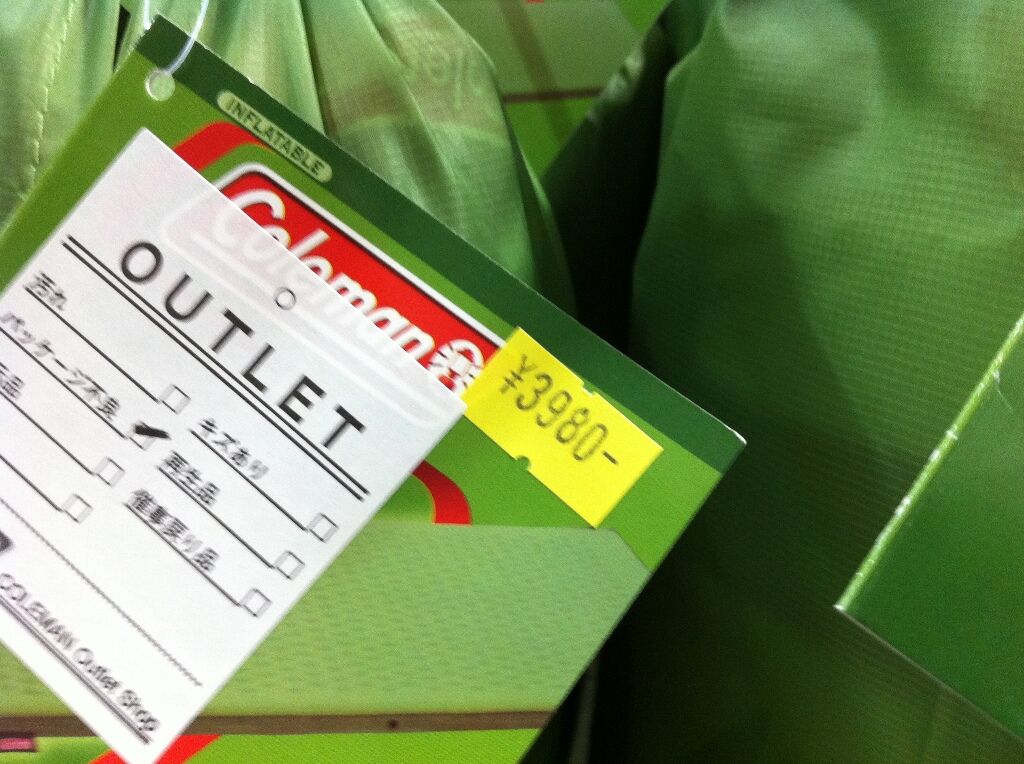 INFLATABLE
Coleman
OUTLET
汚れ
キズあり
パッケージ不良
再生品
品
催事戻り品
COLEMAN Outlet Shop
¥3980-